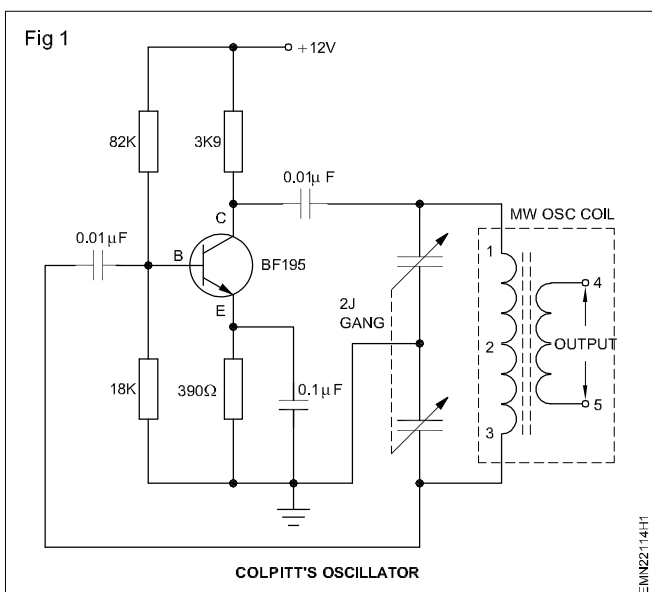 Fig 1
+12V
82K
3K9
0.01µ F
MW OSC COIL
0.01µF
C
1
B
BF195
4
2J
GANG
E
2
OUTPUT
18K
390Ω
0.1µF
5
3
COLPITT'S OSCILLATOR
EMN22114H1